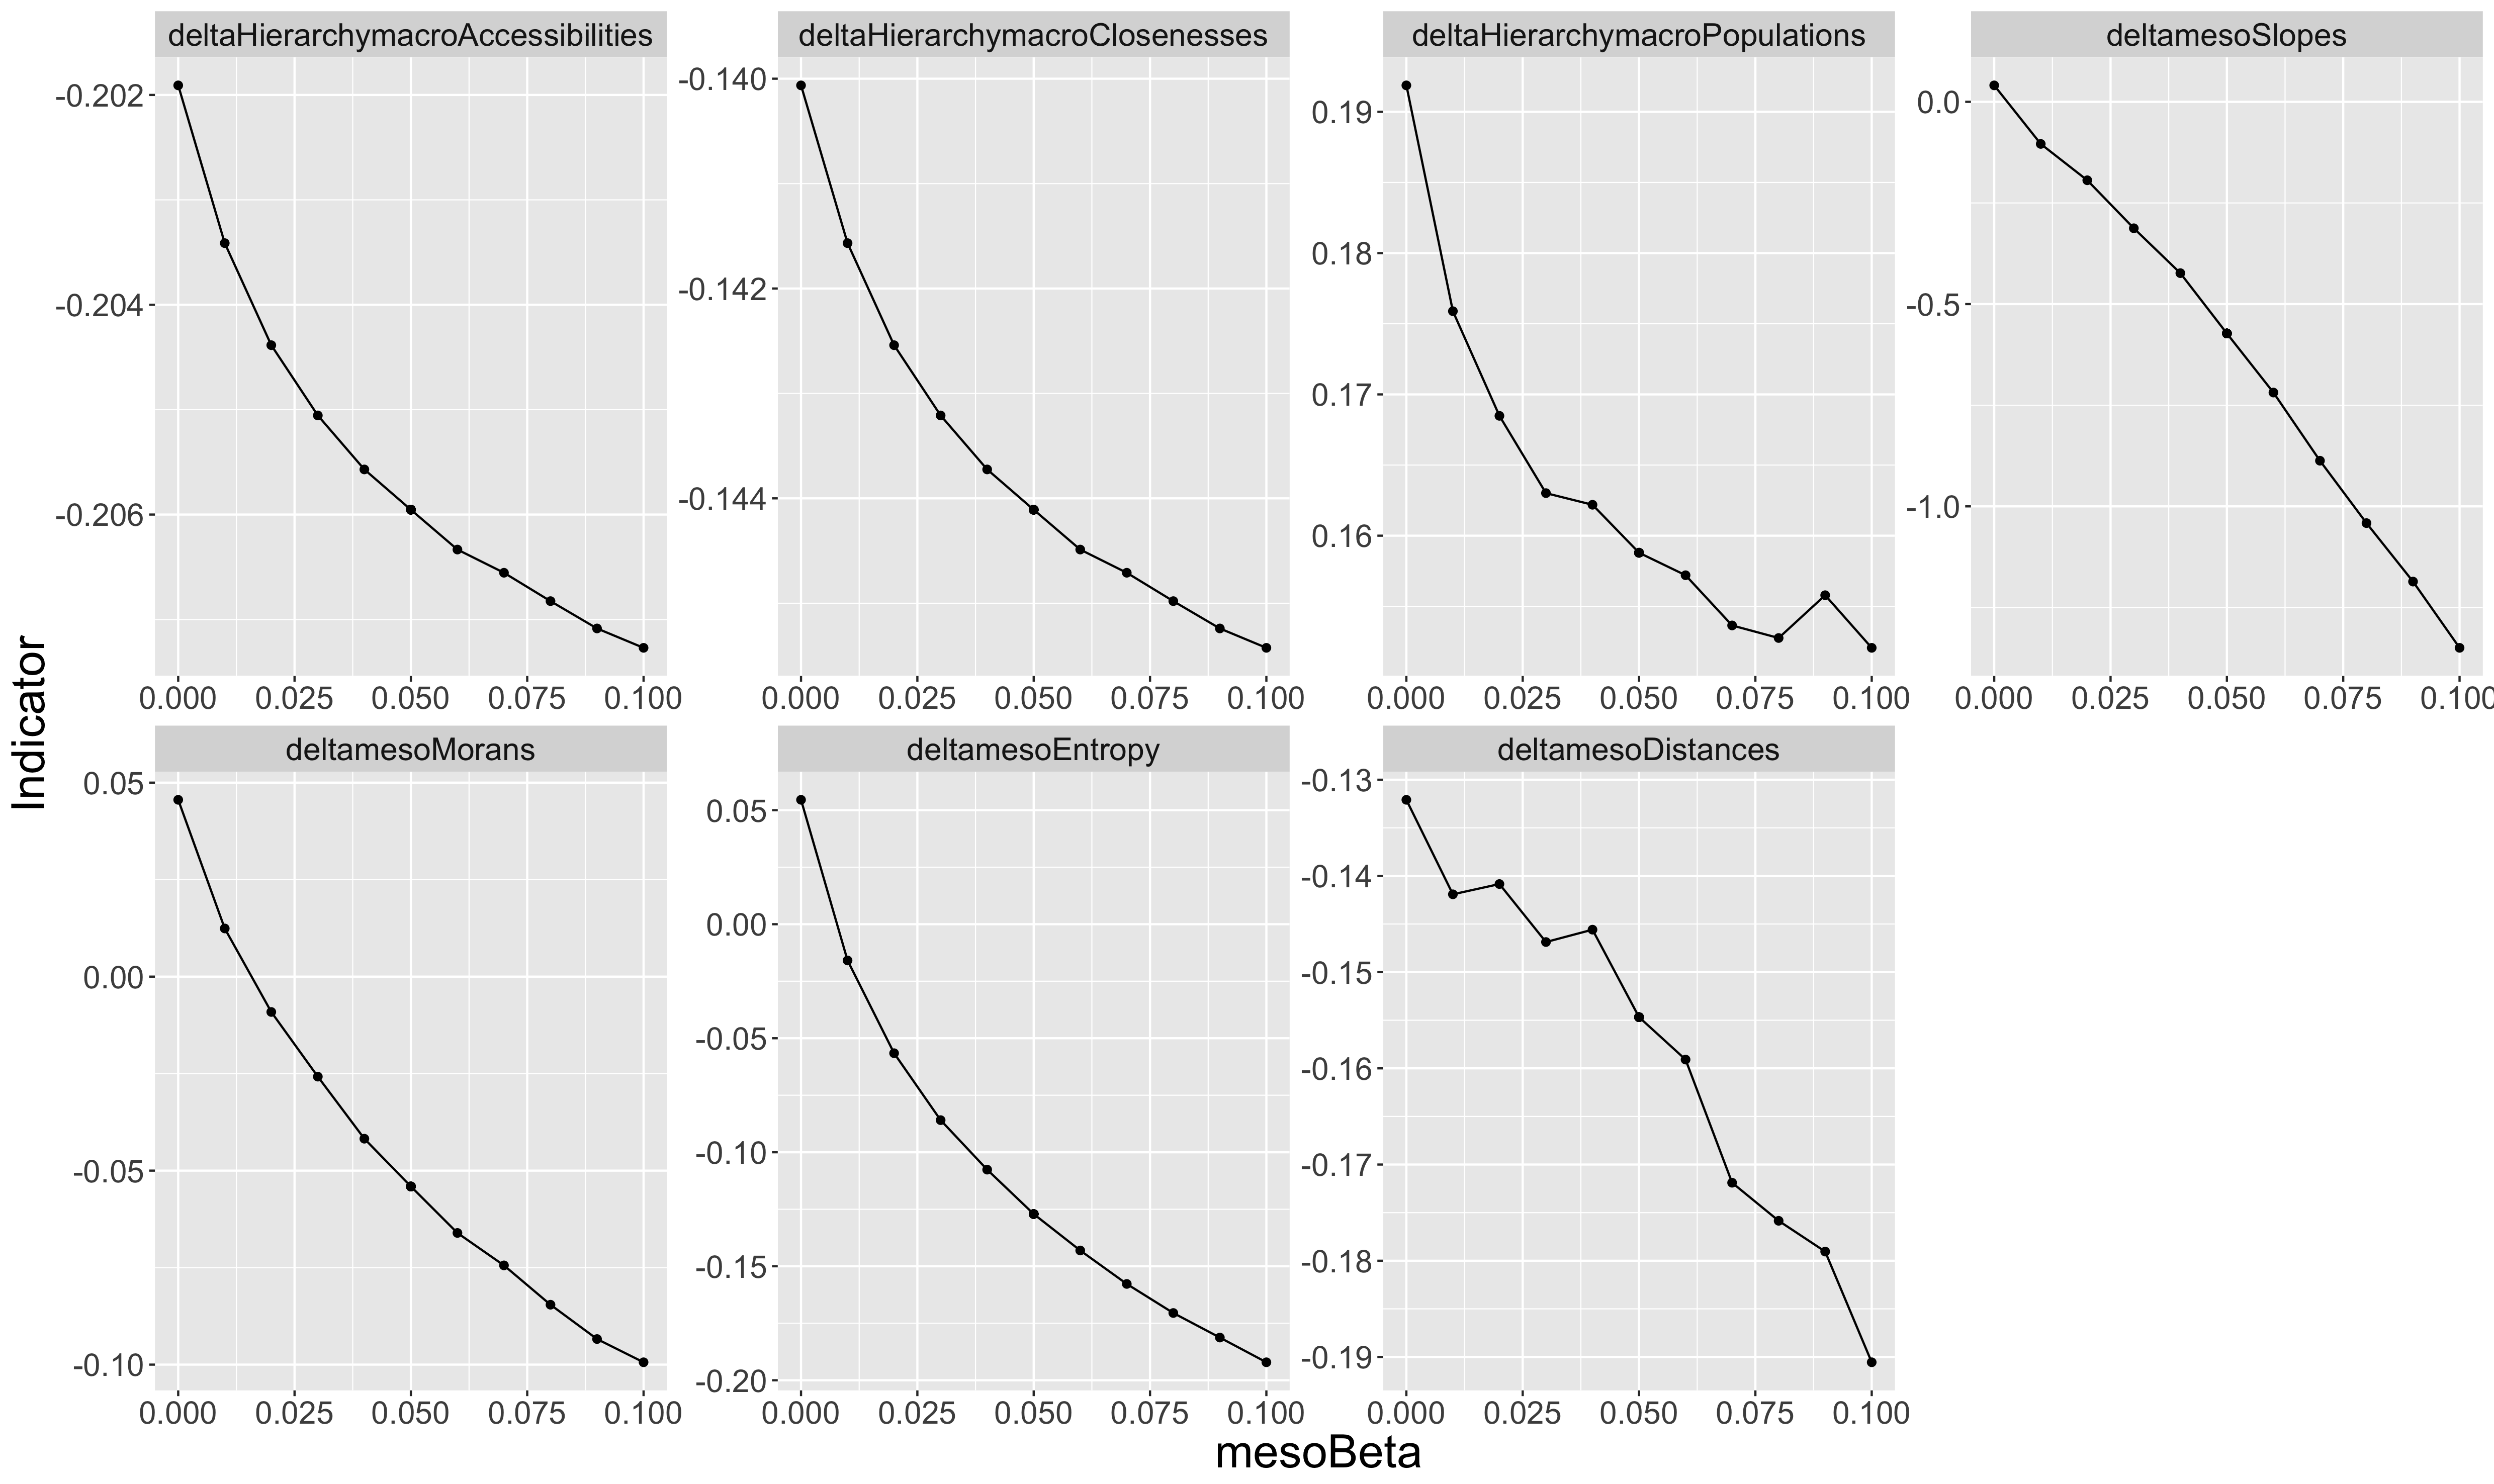 deltaHierarchymacroAccessibilities
deltaHierarchymacroClosenesses
deltaHierarchymacroPopulations
deltamesoSlopes
-0.202
-0.204
-0.206
0.000 0.025 0.050 0.075 0.100
-0.140
-0.142
-0.144
0.000 0.025 0.050 0.075 0.100
0.19
0.18
0.17
0.16
0.000 0.025 0.050 0.075 0.100
0.0
-0.5
-1.0
0.000 0.025 0.050 0.075 0.100
Indicator
deltamesoMorans
deltamesoEntropy
deltamesoDistances
0.05
0.00
-0.05
-0.10
0.000 0.025 0.050 0.075 0.100
0.05
0.00
-0.05
-0.10
-0.15
-0.20
0.000 0.025 0.050 0.075 0.100
-0.13
-0.14
-0.15
-0.16
-0.17
-0.18
-0.19
0.000 0.025 0.050 0.075 0.100
mesoBeta